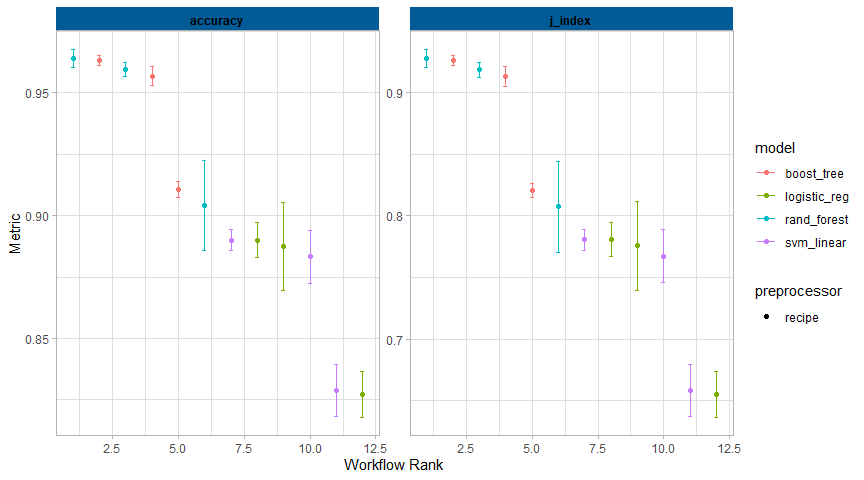 accuracy
j_index
0.95
0.90
0.85
0.9
0.8
0.7
Metric
2.5
5.0
7.5
10.0
12.5
2.5
5.0
7.5
10.0
12.5
Workflow Rank
model
boost_tree
logistic_reg
rand_forest
svm_linear
preprocessor
recipe